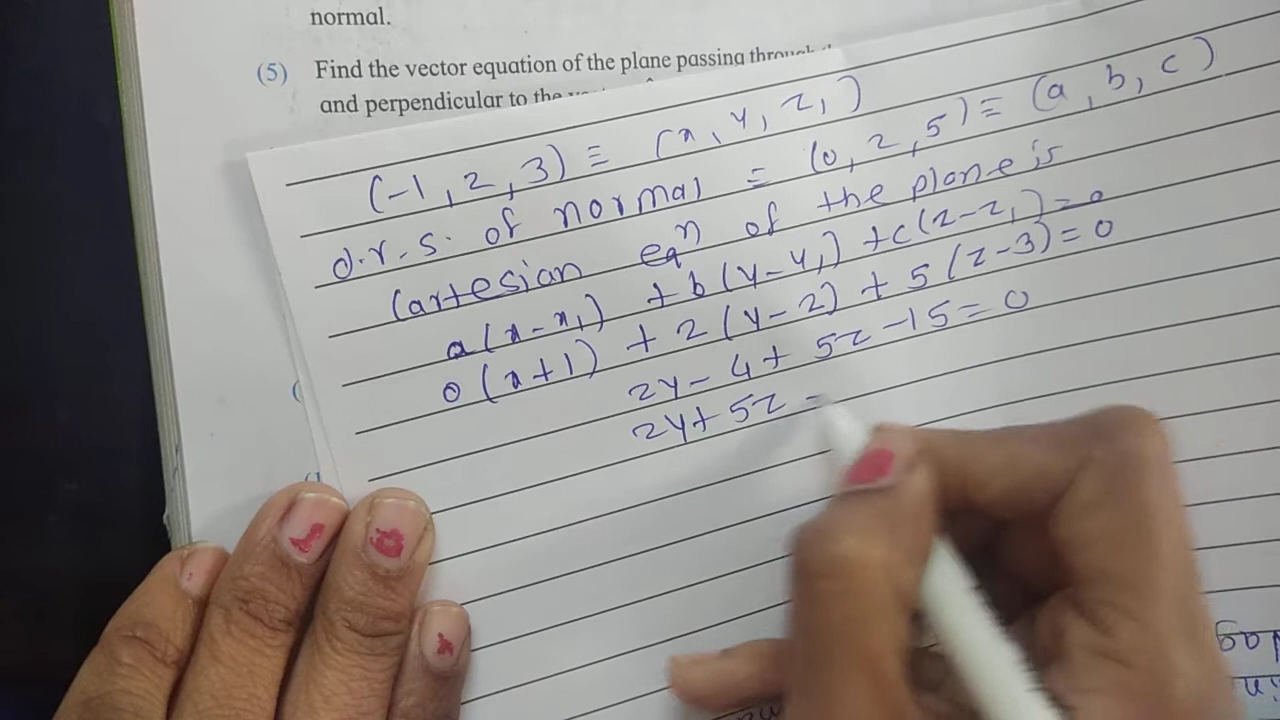 normal.
(5) Find the vector equation of the plane passing through
and perpendicular to the
(-1, 2, 3) ≡ (x, y, z₁)
d.r.s. of normal = (0, 2, 5) ≡ (a, b, c)
Cartesian eqⁿ of the plane is
a(x-x₁) + b(y-y₁) + c(z-z₁) = 0
0(x+1) + 2(y-2) + 5(z-3) = 0
2y - 4 + 5z - 15 = 0
2y + 5z -